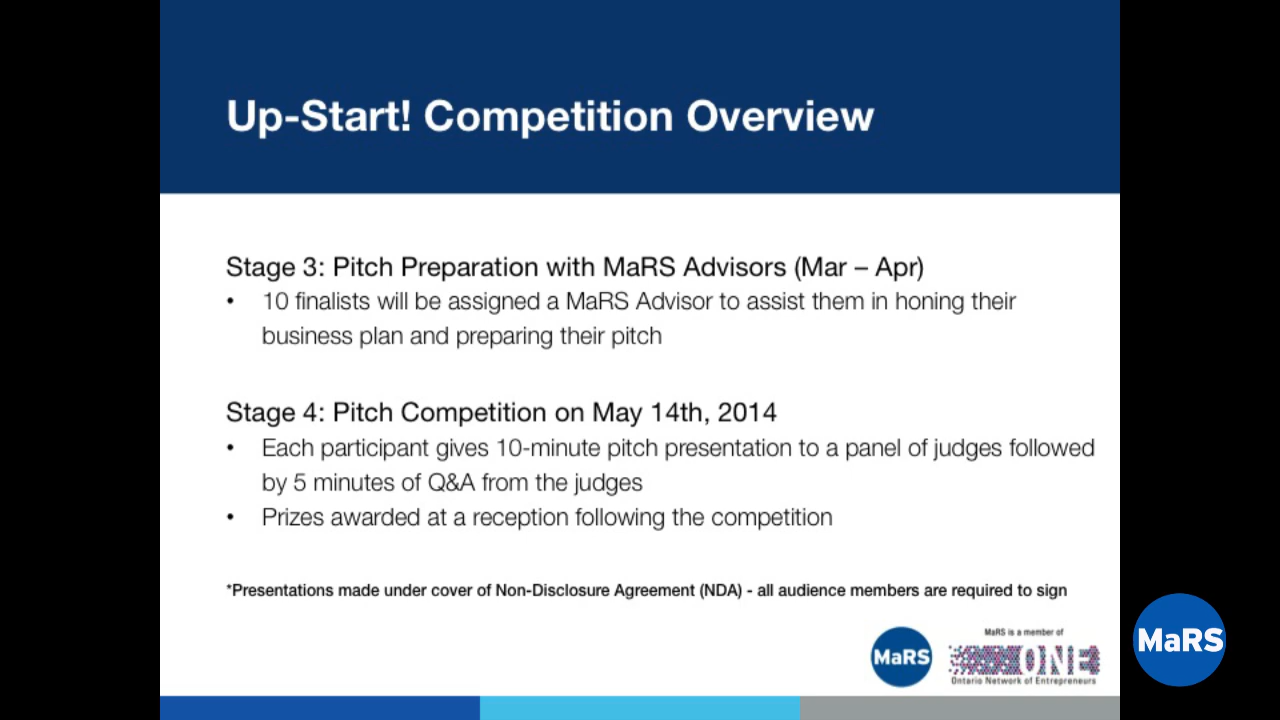 Up-Start! Competition Overview
Stage 3: Pitch Preparation with MaRS Advisors (Mar – Apr)
• 10 finalists will be assigned a MaRS Advisor to assist them in honing their
business plan and preparing their pitch
Stage 4: Pitch Competition on May 14th, 2014
• Each participant gives 10-minute pitch presentation to a panel of judges followed
by 5 minutes of Q&A from the judges
• Prizes awarded at a reception following the competition
*Presentations made under cover of Non-Disclosure Agreement (NDA) - all audience members are required to sign
MaRS
MaRS is a member of
ONE
Ontario Network of Entrepreneurs
MaRS